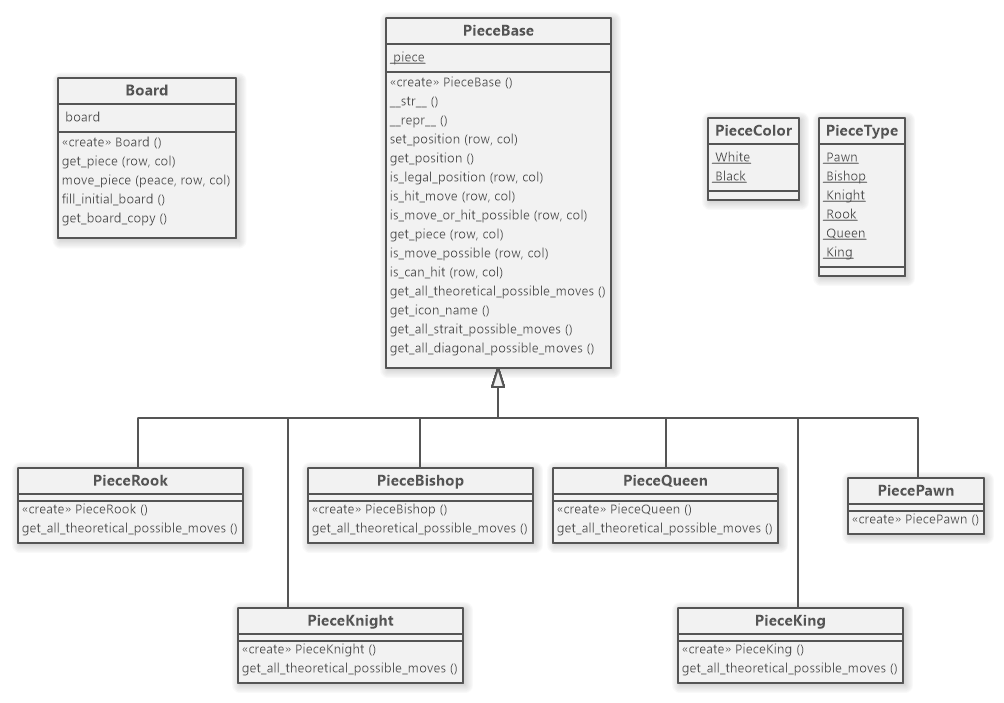 PieceBase
piece
«create» PieceBase ()
__str__ ()
__repr__ ()
set_position (row, col)
get_position ()
is_legal_position (row, col)
is_hit_move (row, col)
is_move_or_hit_possible (row, col)
get_piece (row, col)
is_move_possible (row, col)
is_can_hit (row, col)
get_all_theoretical_possible_moves ()
get_icon_name ()
get_all_strait_possible_moves ()
get_all_diagonal_possible_moves ()
Board
board
«create» Board ()
get_piece (row, col)
move_piece (peace, row, col)
fill_initial_board ()
get_board_copy ()
PieceColor
White
Black
PieceType
Pawn
Bishop
Knight
Rook
Queen
King
PieceRook
«create» PieceRook ()
get_all_theoretical_possible_moves ()
PieceBishop
«create» PieceBishop ()
get_all_theoretical_possible_moves ()
PieceQueen
«create» PieceQueen ()
get_all_theoretical_possible_moves ()
PiecePawn
«create» PiecePawn ()
PieceKnight
«create» PieceKnight ()
get_all_theoretical_possible_moves ()
PieceKing
«create» PieceKing ()
get_all_theoretical_possible_moves ()